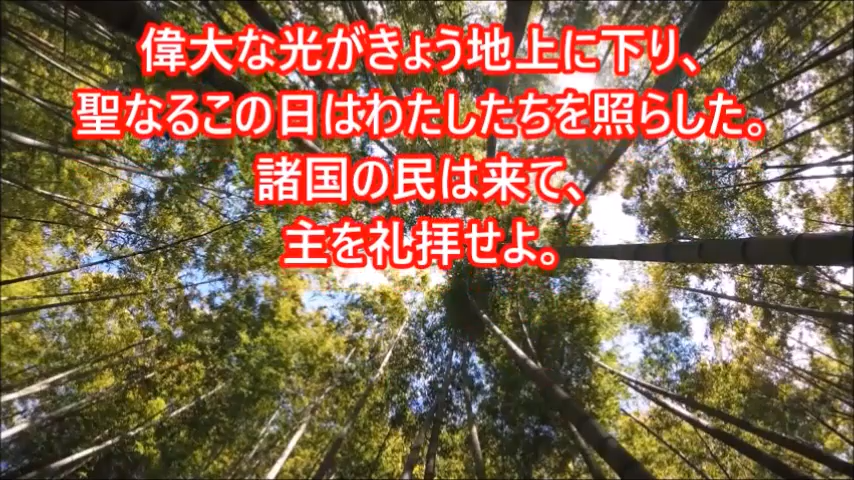 偉大な光がきょう地上に下り、
聖なるこの日はわたしたちを照らした。
諸国の民は来て、
主を礼拝せよ。